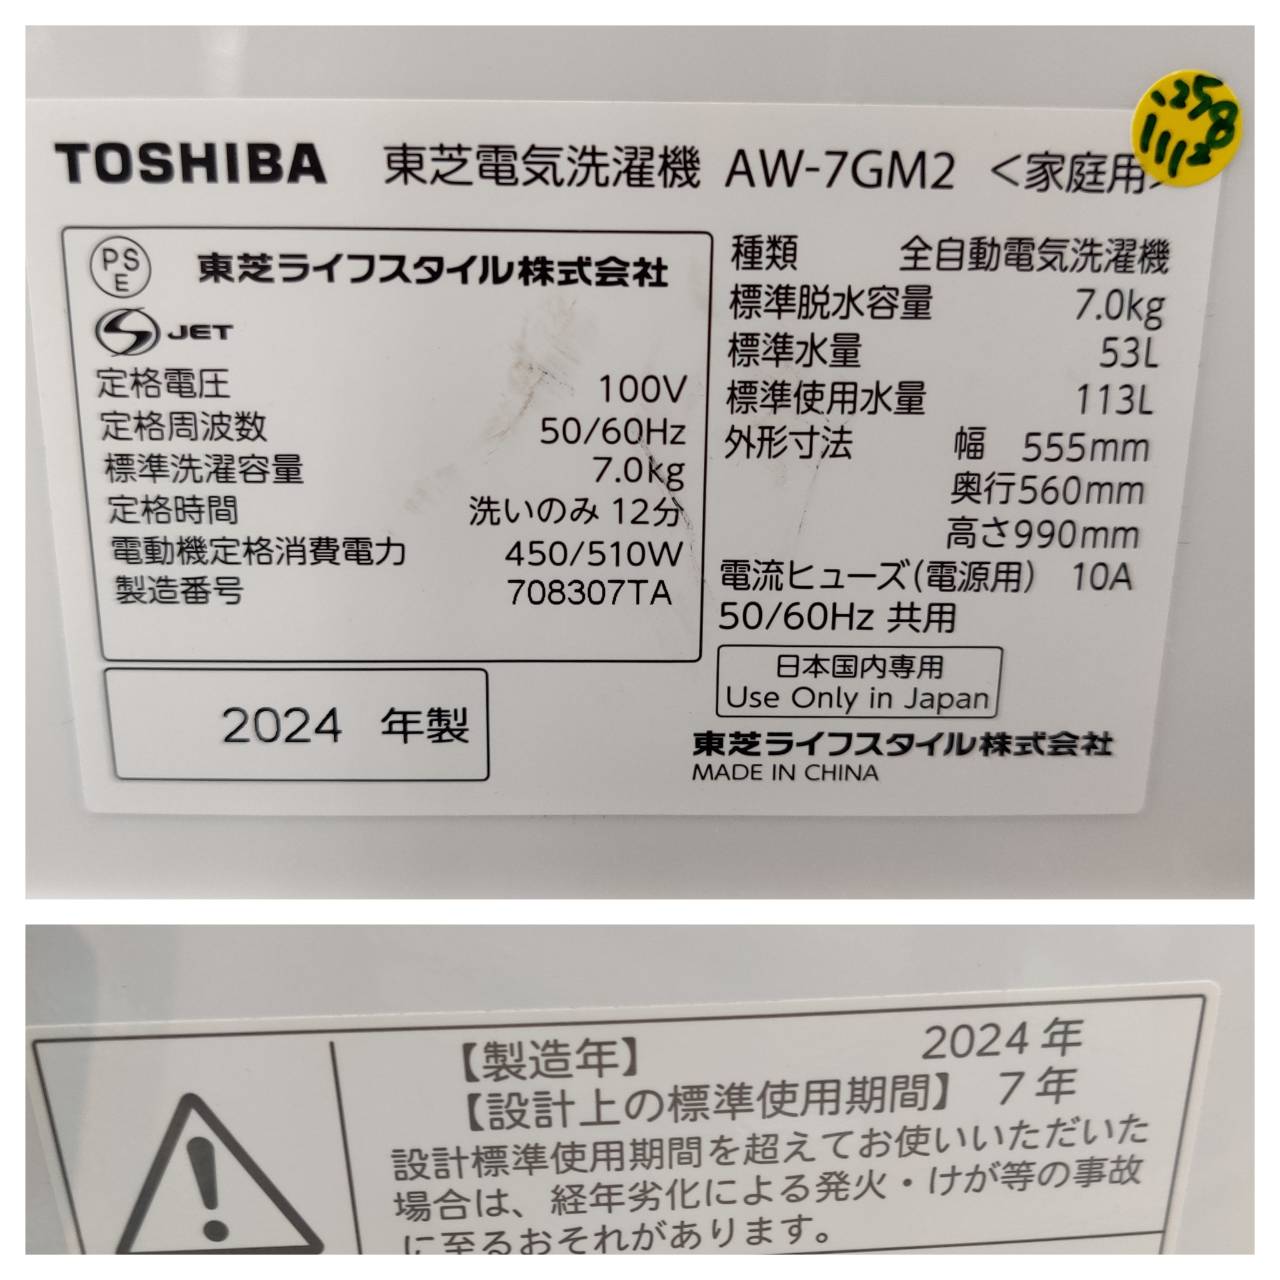 TOSHIBA 東芝電気洗濯機 AW-7GM2 <家庭用>
PS
E
東芝ライフスタイル株式会社
S JET
定格電圧 100V
定格周波数 50/60Hz
標準洗濯容量 7.0kg
定格時間 洗いのみ 12分
電動機定格消費電力 450/510W
製造番号 708307TA
2024 年製
種類 全自動電気洗濯機
標準脱水容量 7.0kg
標準水量 53L
標準使用水量 113L
外形寸法 幅 555mm
奥行560mm
高さ990mm
電流ヒューズ(電源用) 10A
50/60Hz 共用
日本国内専用
Use Only in Japan
東芝ライフスタイル株式会社
MADE IN CHINA
【製造年】 2024年
【設計上の標準使用期間】 7年
設計標準使用期間を超えてお使いいただいた
場合は、経年劣化による発火・けが等の事故
に至るおそれがあります。